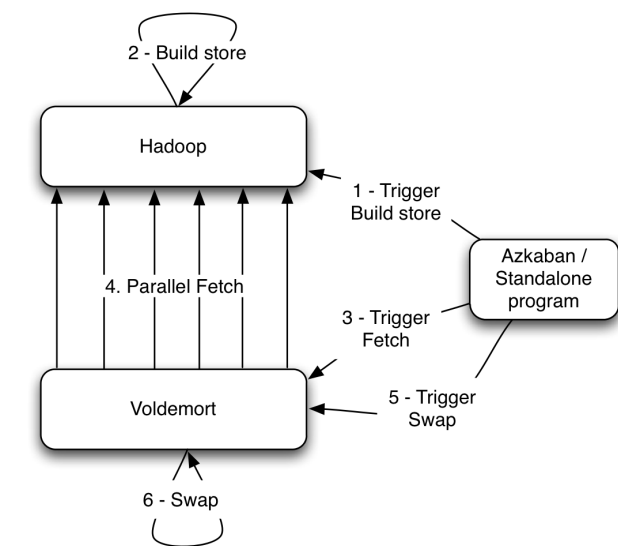 2 - Build store
Hadoop
1 - Trigger
Build store
Azkaban /
Standalone
program
4. Parallel Fetch
3 - Trigger
Fetch
Voldemort
5 - Trigger
Swap
6 - Swap